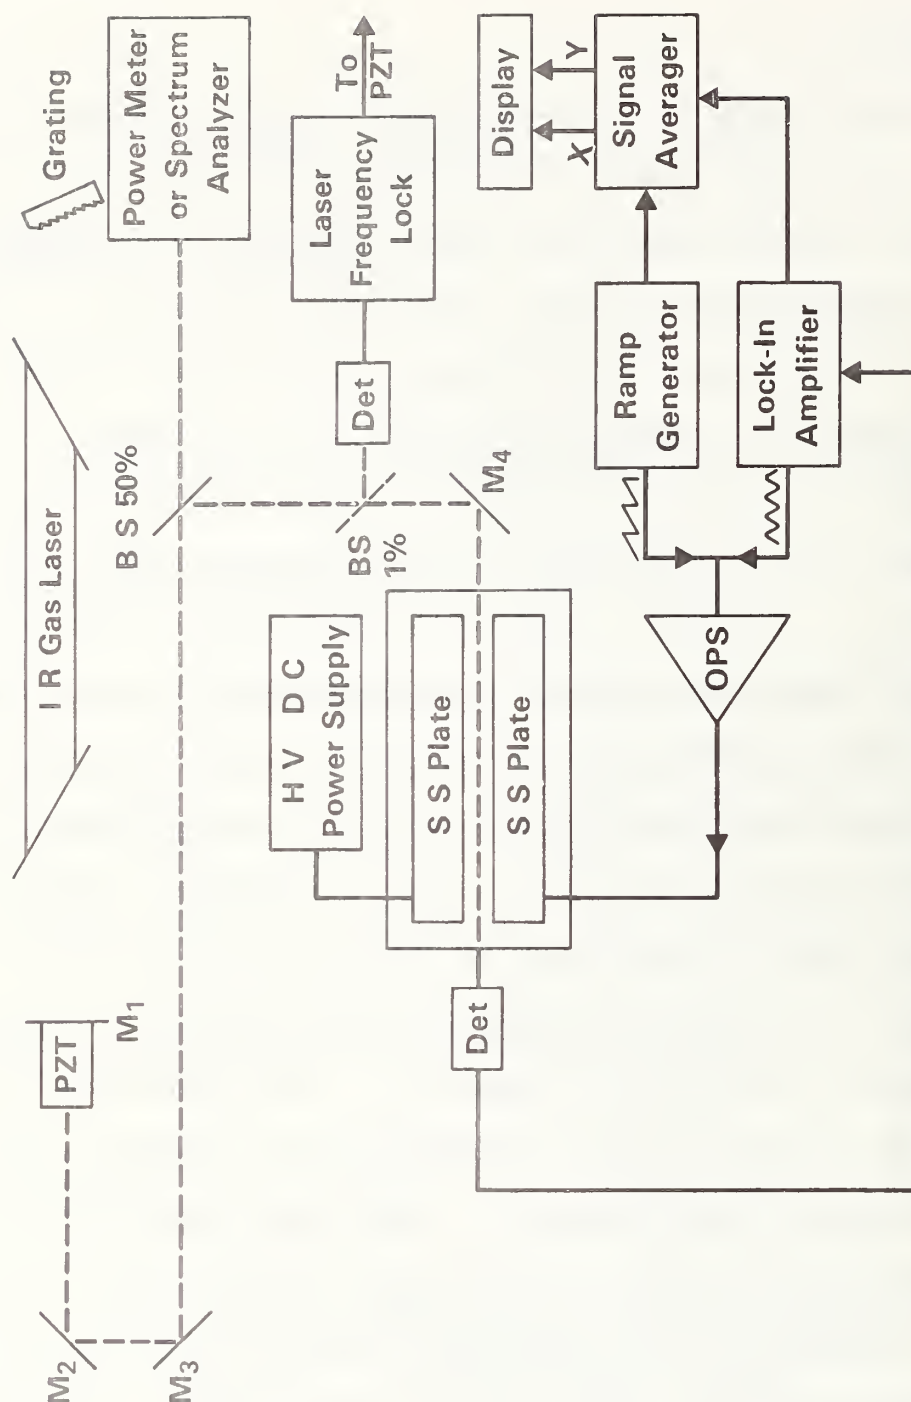 Grating
I R Gas Laser
PZT
M1
M2
M3
Power Meter
or Spectrum
Analyzer
B S 50%
To
PZT
Laser
Frequency
Lock
Det
BS
1%
M4
H V D C
Power Supply
S S Plate
S S Plate
Det
Display
X Y
Signal
Averager
Ramp
Generator
Lock-In
Amplifier
OPS